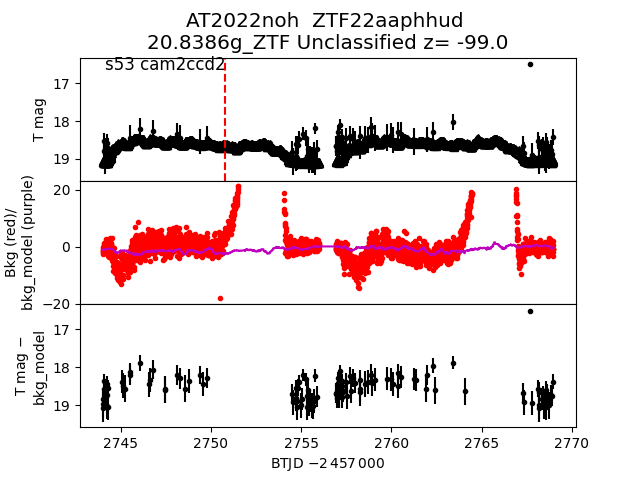 AT2022noh  ZTF22aaphhud
20.8386g_ZTF Unclassified z= -99.0
s53 cam2ccd2
T mag
17
18
19
Bkg (red)/
bkg_model (purple)
20
0
−20
T mag −
bkg_model
17
18
19
2745
2750
2755
2760
2765
2770
BTJD −2 457 000